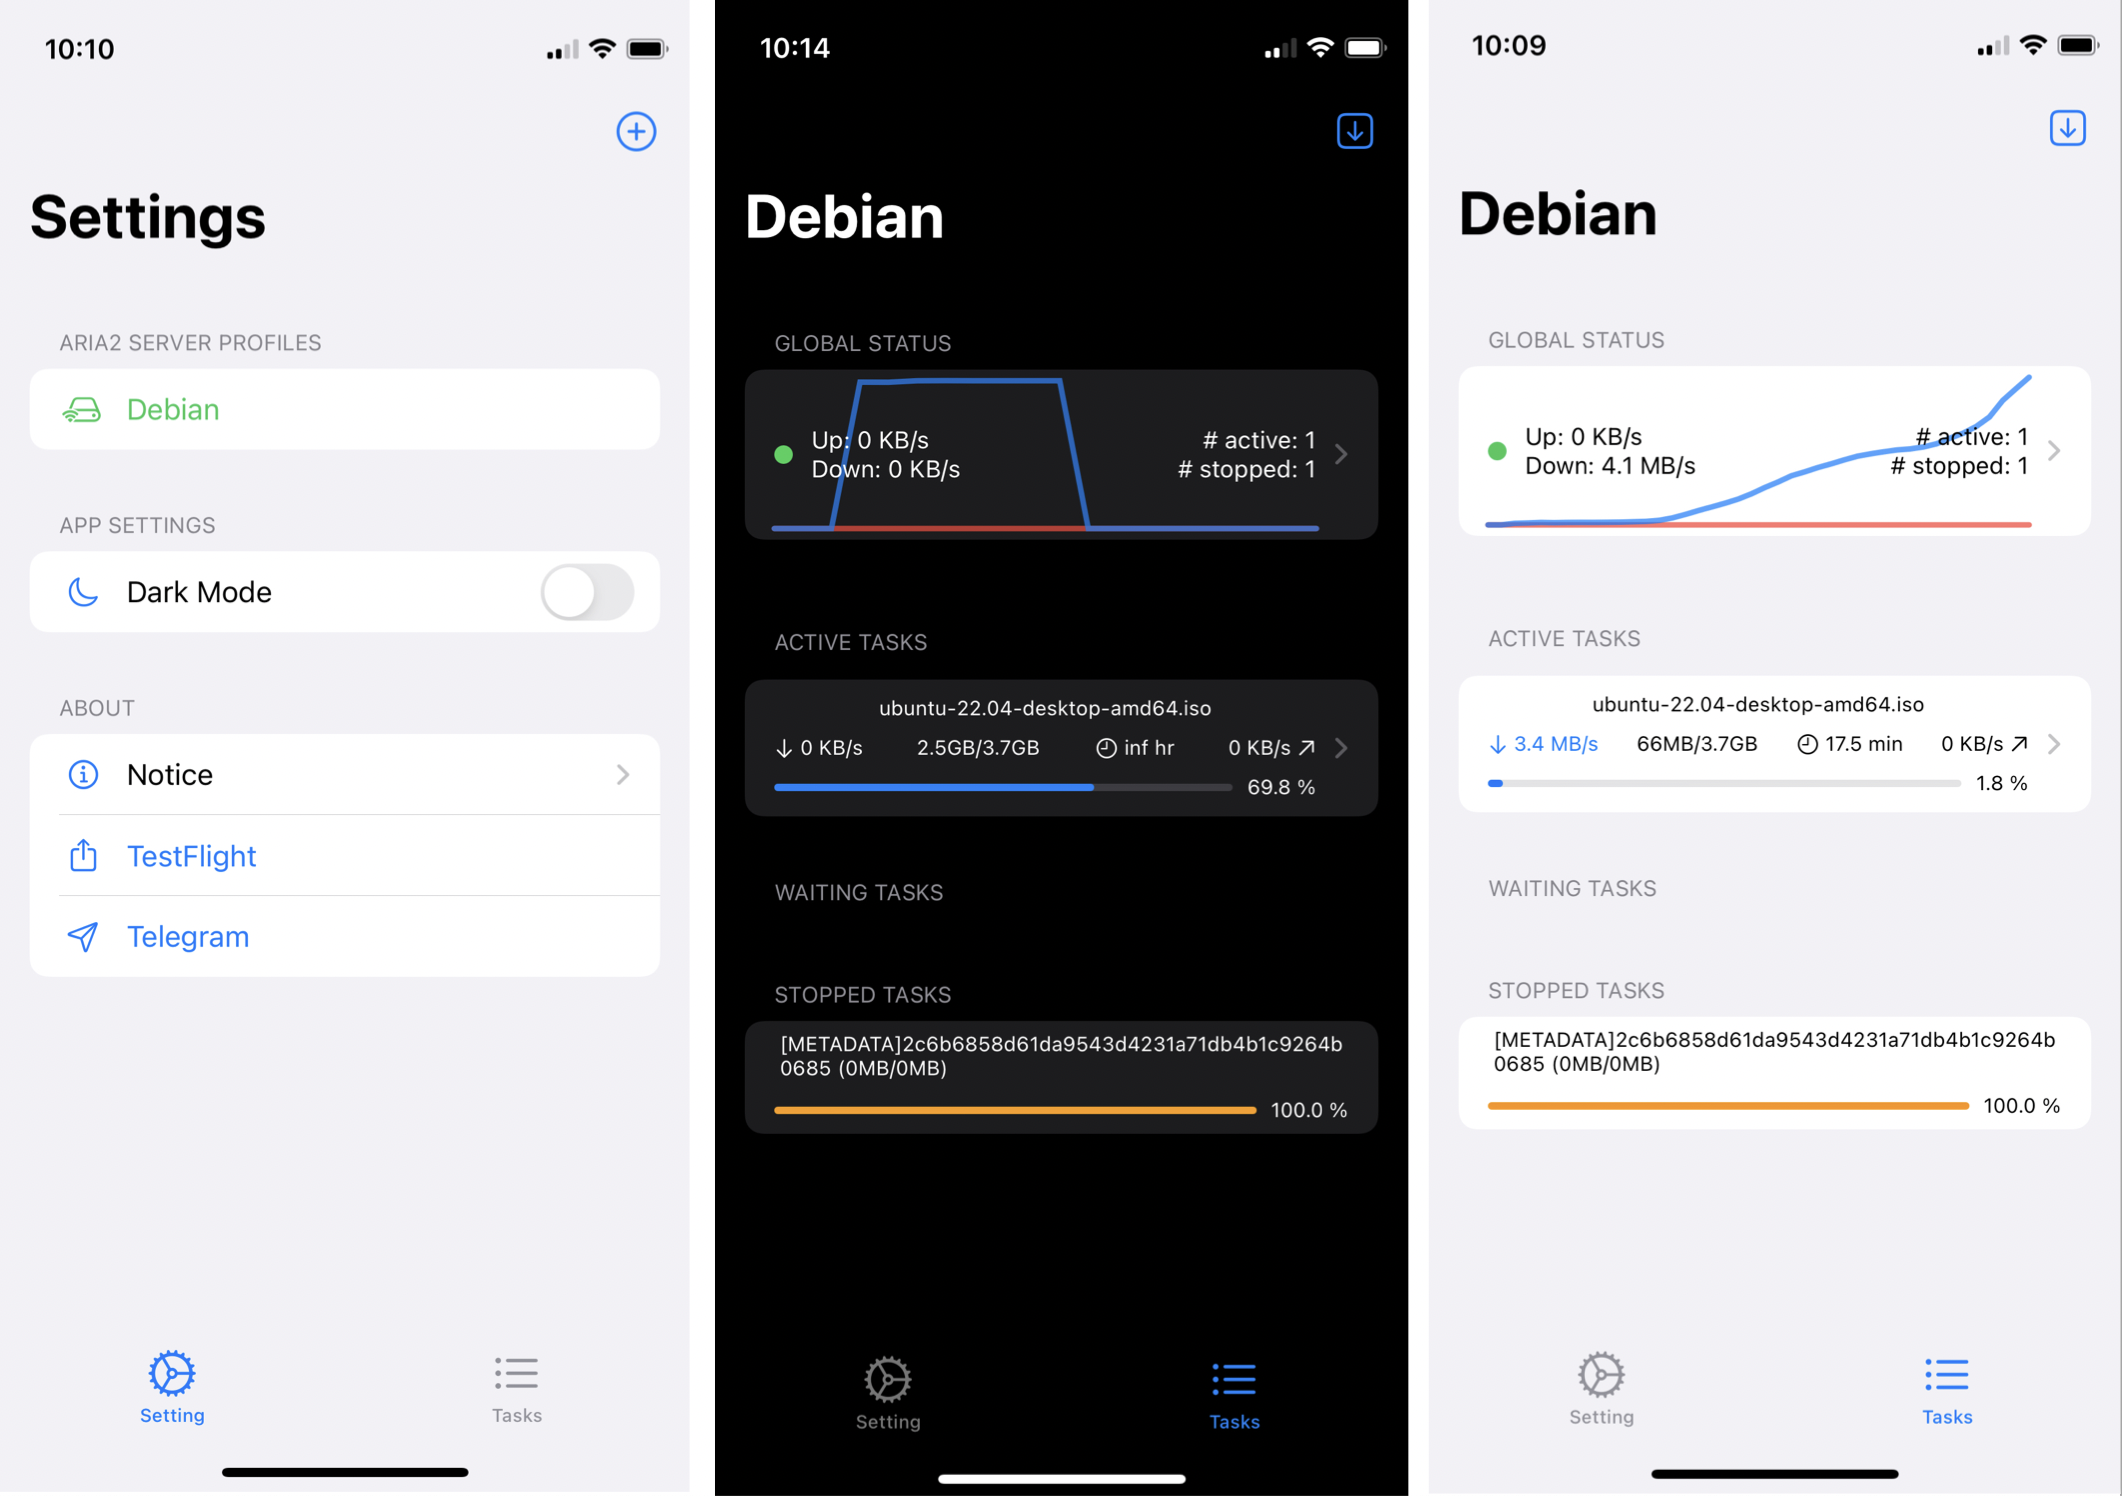 10:10
Settings
ARIA2 SERVER PROFILES
Debian
APP SETTINGS
Dark Mode
ABOUT
Notice
TestFlight
Telegram
Setting
Tasks
10:14
Debian
GLOBAL STATUS
Up: 0 KB/s
# active: 1
Down: 0 KB/s
# stopped: 1
ACTIVE TASKS
ubuntu-22.04-desktop-amd64.iso
0 KB/s 2.5GB/3.7GB inf hr 0 KB/s
69.8 %
WAITING TASKS
STOPPED TASKS
[METADATA]2c6b6858d61da9543d4231a71db4b1c9264b
0685 (0MB/0MB)
100.0 %
Setting
Tasks
10:09
Debian
GLOBAL STATUS
Up: 0 KB/s
# active: 1
Down: 4.1 MB/s
# stopped: 1
ACTIVE TASKS
ubuntu-22.04-desktop-amd64.iso
3.4 MB/s 66MB/3.7GB 17.5 min 0 KB/s
1.8 %
WAITING TASKS
STOPPED TASKS
[METADATA]2c6b6858d61da9543d4231a71db4b1c9264b
0685 (0MB/0MB)
100.0 %
Setting
Tasks